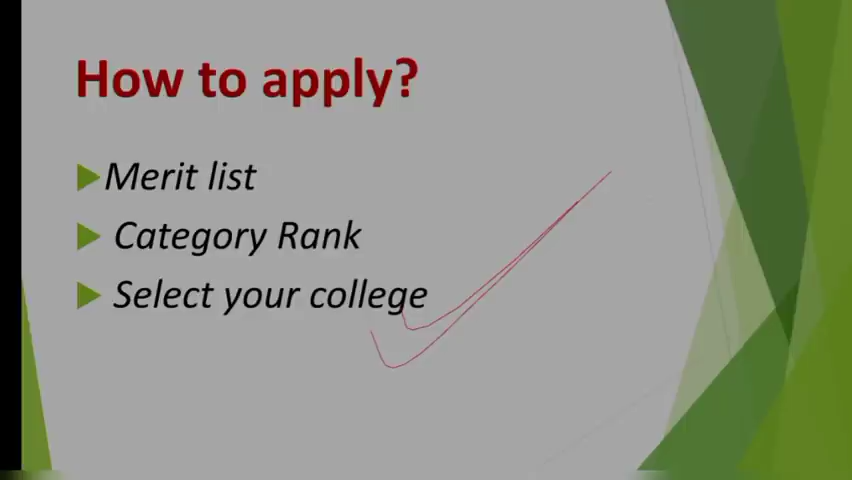 How to apply?
Merit list
Category Rank
Select your college